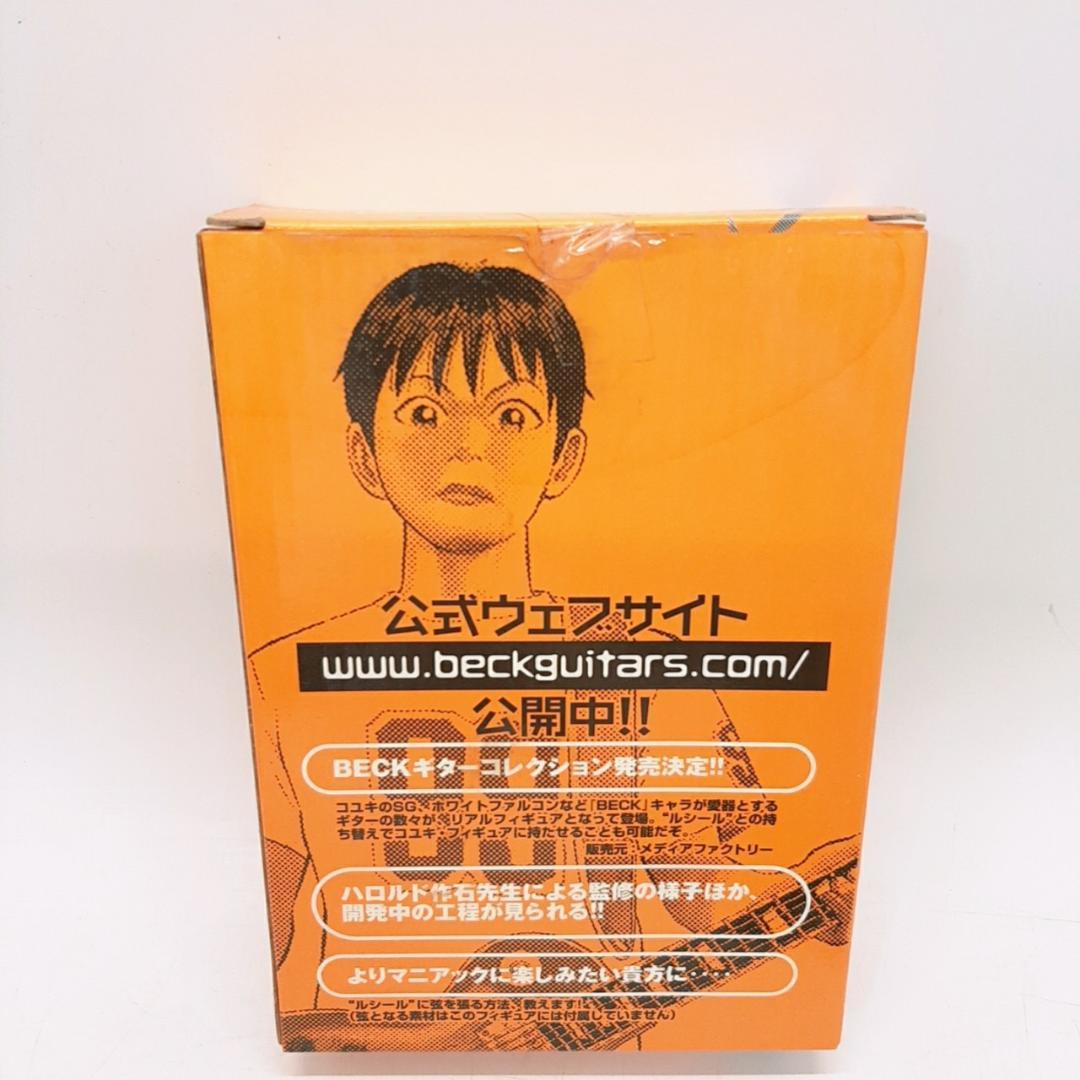 公式ウェブサイト
www.beckguitars.com/
公開中!!
BECKギターコレクション発売決定!!
コユキのSG、ホワイトファルコンなど「BECK」キャラが愛器とする
ギターの数々が、リアルフィギュアとなって登場。“ルシール”との持
ち替えでコユキ・フィギュアに持たせることも可能だぞ。
販売元：メディアファクトリー
ハロルド作石先生による監修の様子ほか、
開発中の工程が見られる!!
よりマニアックに楽しみたい貴方に‥‥
“ルシール”に弦を張る方法、教えます!
（弦となる素材はこのフィギュアには付属していません）